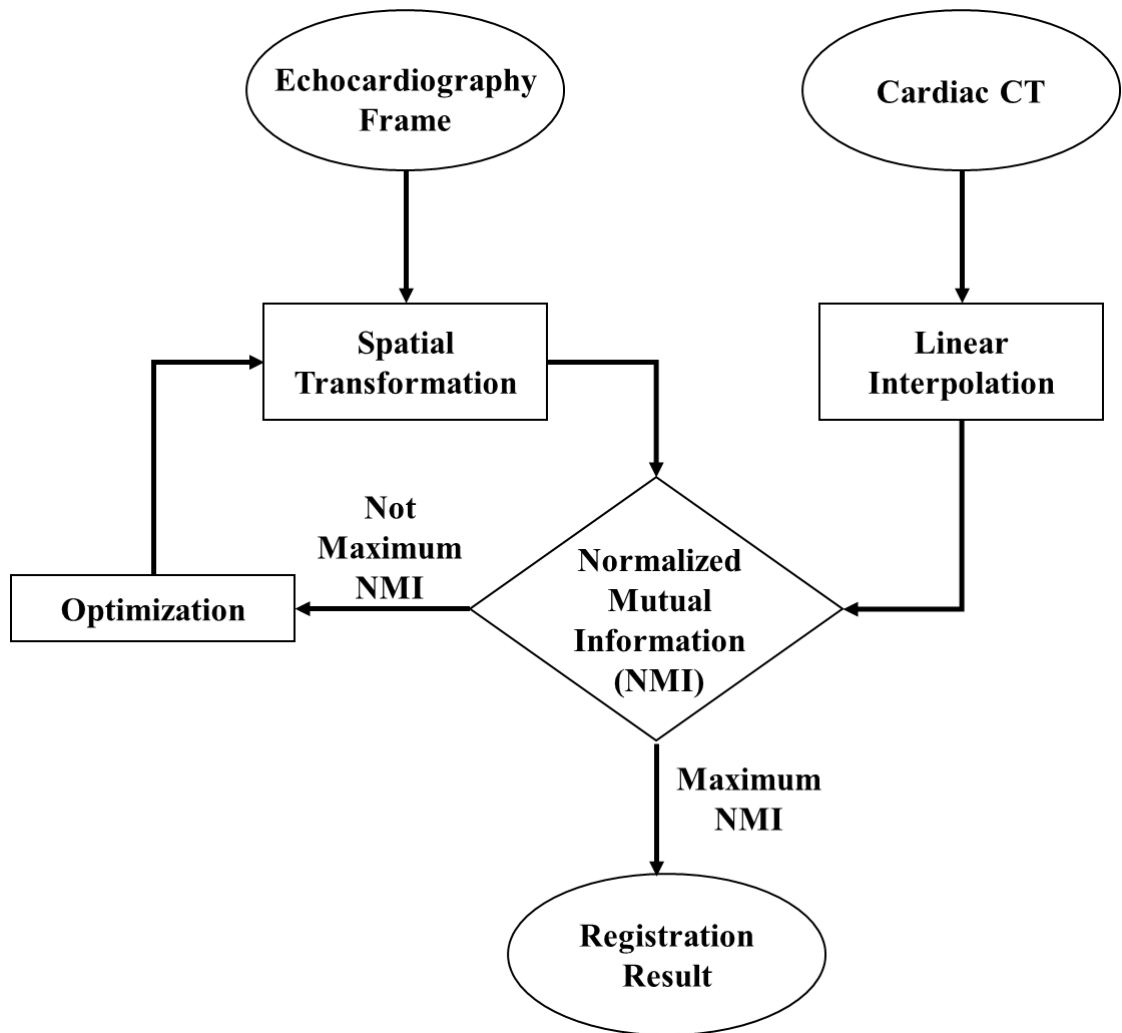 Echocardiography
Frame
Cardiac CT
Spatial
Transformation
Linear
Interpolation
Not
Maximum
NMI
Optimization
Normalized
Mutual
Information
(NMI)
Maximum
NMI
Registration
Result